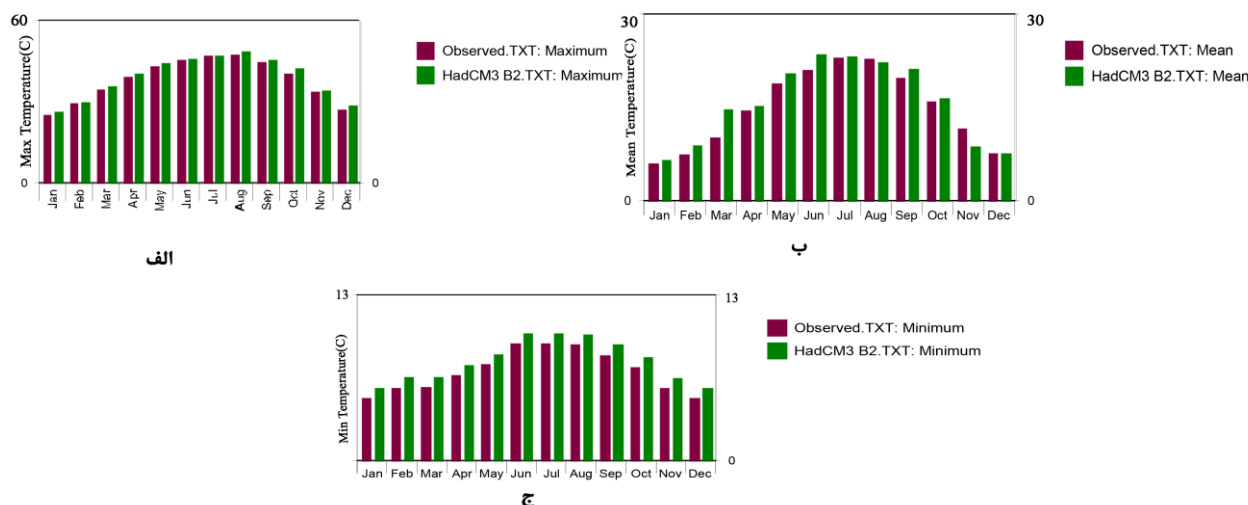 60
Max Temperature(C)
0
0
Jan Feb Mar Apr May Jun Jul Aug Sep Oct Nov Dec
Observed.TXT: Maximum
HadCM3 B2.TXT: Maximum
الف
30
30
Mean Temperature(C)
0
0
Jan Feb Mar Apr May Jun Jul Aug Sep Oct Nov Dec
Observed.TXT: Mean
HadCM3 B2.TXT: Mean
ب
13
13
Min Temperature(C)
0
Jan Feb Mar Apr May Jun Jul Aug Sep Oct Nov Dec
Observed.TXT: Minimum
HadCM3 B2.TXT: Minimum
ج